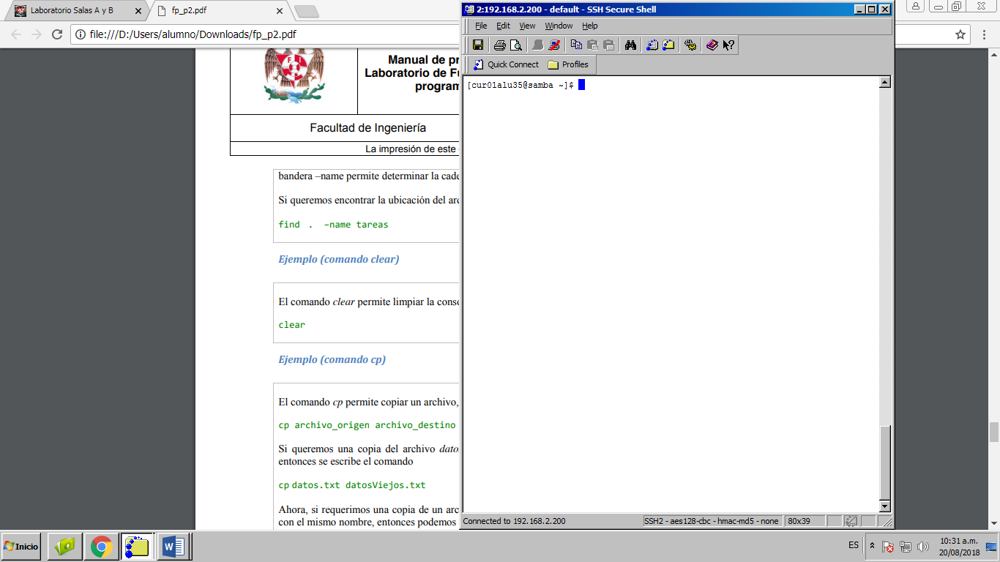 Laboratorio Salas A y B
fp_p2.pdf
file:///D:/Users/alumno/Downloads/fp_p2.pdf
Manual de pr
Laboratorio de Fu
program
Facultad de Ingeniería
La impresión de este
bandera –name permite determinar la cade
Si queremos encontrar la ubicación del arc
find . –name tareas
Ejemplo (comando clear)
El comando clear permite limpiar la conso
clear
Ejemplo (comando cp)
El comando cp permite copiar un archivo,
cp archivo_origen archivo_destino
Si queremos una copia del archivo dato
entonces se escribe el comando
cp datos.txt datosViejos.txt
Ahora, si requerimos una copia de un arc
con el mismo nombre, entonces podemos
2:192.168.2.200 - default - SSH Secure Shell
File Edit View Window Help
Quick Connect Profiles
[cur01alu35@samba ~]$
Connected to 192.168.2.200
SSH2 - aes128-cbc - hmac-md5 - none
80x39
Inicio
ES
10:31 a.m.
20/08/2018